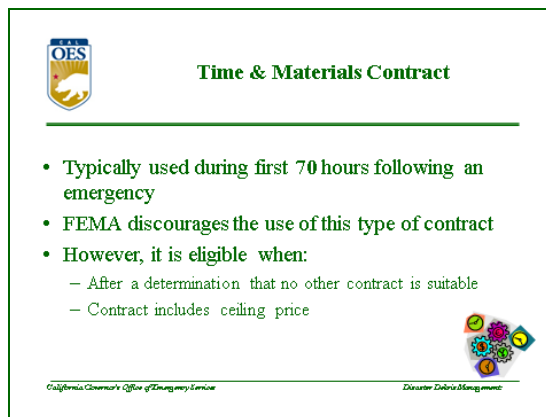 CAL
OES
Time & Materials Contract
• Typically used during first 70 hours following an
emergency
• FEMA discourages the use of this type of contract
• However, it is eligible when:
– After a determination that no other contract is suitable
– Contract includes ceiling price
California Governor's Office of Emergency Services
Disaster Debris Management: